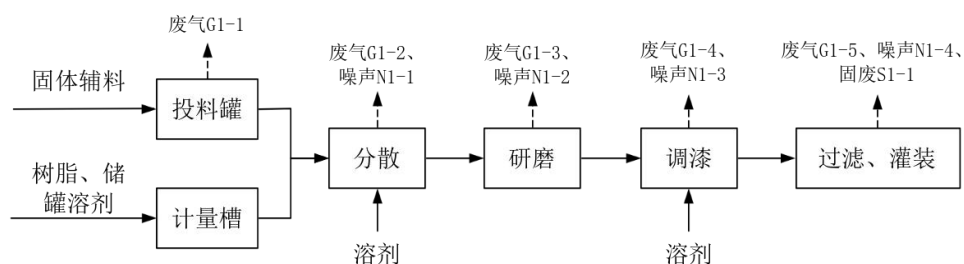 废气G1-1
废气G1-2、
噪声N1-1
废气G1-3、
噪声N1-2
废气G1-4、
噪声N1-3
废气G1-5、噪声N1-4、
固废S1-1
固体辅料
投料罐
树脂、储
罐溶剂
计量槽
分散
研磨
调漆
过滤、灌装
溶剂
溶剂